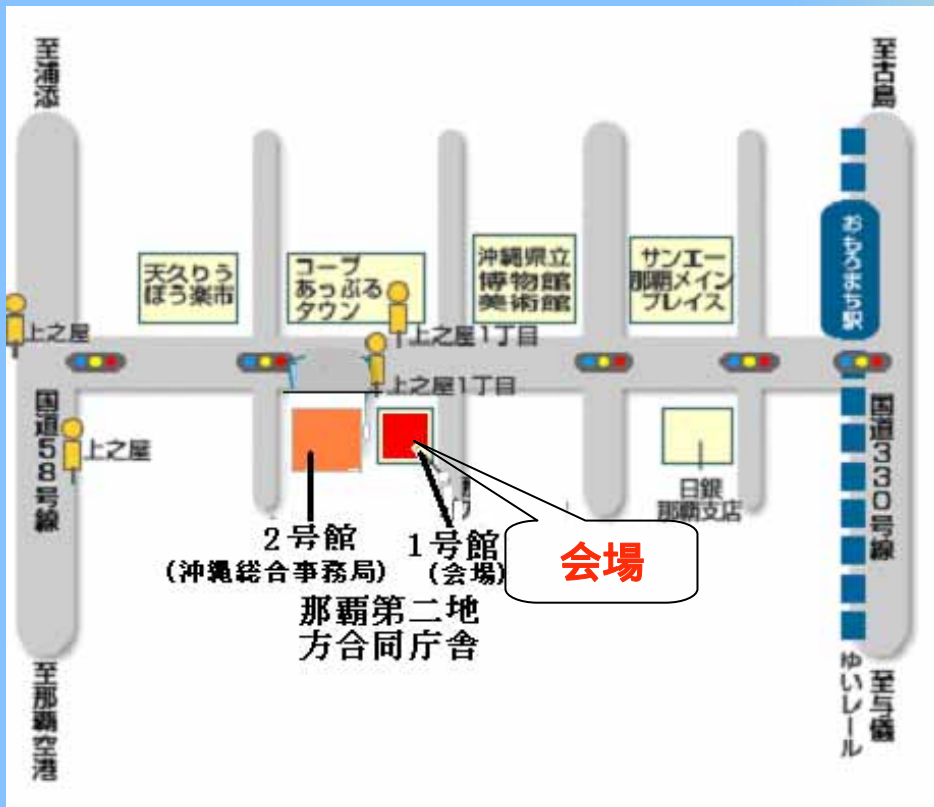 至浦添
至古島
天久りう
ぼう楽市
コープ
あっぷる
タウン
沖縄県立
博物館
美術館
サンエー
那覇メイン
プレイス
おもろまち駅
上之屋
上之屋1丁目
上之屋1丁目
上之屋
国道58号線
国道330号線
日銀
那覇支店
2号館
(沖縄総合事務局)
1号館
(会場)
会場
那覇第二地
方合同庁舎
至那覇空港
ゆいレール
至与儀